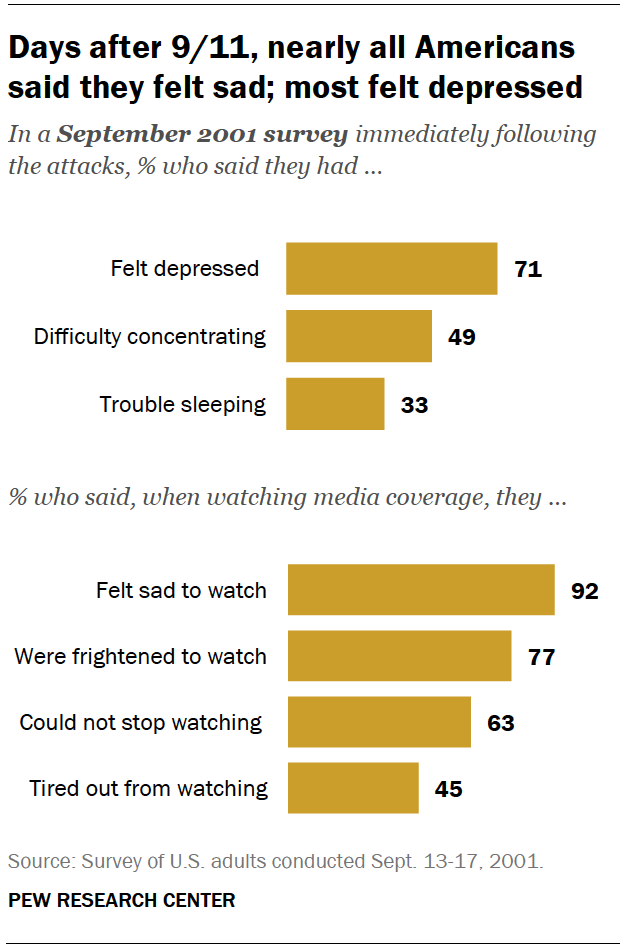 Days after 9/11, nearly all Americans
said they felt sad; most felt depressed
In a September 2001 survey immediately following
the attacks, % who said they had ...
Felt depressed 71
Difficulty concentrating 49
Trouble sleeping 33
% who said, when watching media coverage, they ...
Felt sad to watch 92
Were frightened to watch 77
Could not stop watching 63
Tired out from watching 45
Source: Survey of U.S. adults conducted Sept. 13-17, 2001.
PEW RESEARCH CENTER